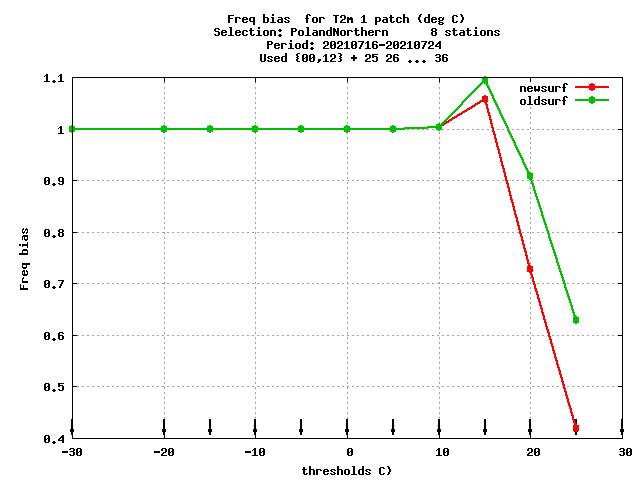 Freq bias  for T2m 1 patch (deg C)
Selection: PolandNorthern      8 stations
Period: 20210716-20210724
Used {00,12} + 25 26 ... 36
newsurf
oldsurf
1.1
1
0.9
0.8
0.7
0.6
0.5
0.4
Freq bias
-30 -20 -10 0 10 20 30
thresholds C)